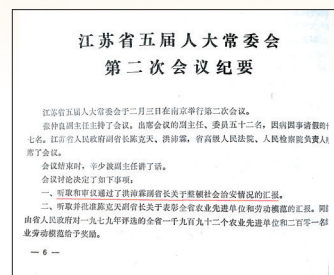 江苏省五届人大常委会
第二次会议纪要
江苏省五届人大常委会于二月三日在南京举行第二次会议。
张仲良副主任主持了会议。出席会议的副主任、委员五十二名,因病因事请假的十
七名。江苏省人民政府副省长陈克天、洪沛霖,省高级人民法院、人民检察院负责人列
席了会议。
会议结束时,辛少波副主任讲了话。
会议讨论决定了如下事项:
一、听取和审议通过了洪沛霖副省长关于整顿社会治安情况的汇报。
二、听取并批准陈克天副省长关于表彰全省农业先进单位和劳动模范的汇报。同意
由省人民政府对一九七九年评选的全省一千九百九十二个农业先进单位和二百零一名农
业劳动模范给予奖励。
— 6 —